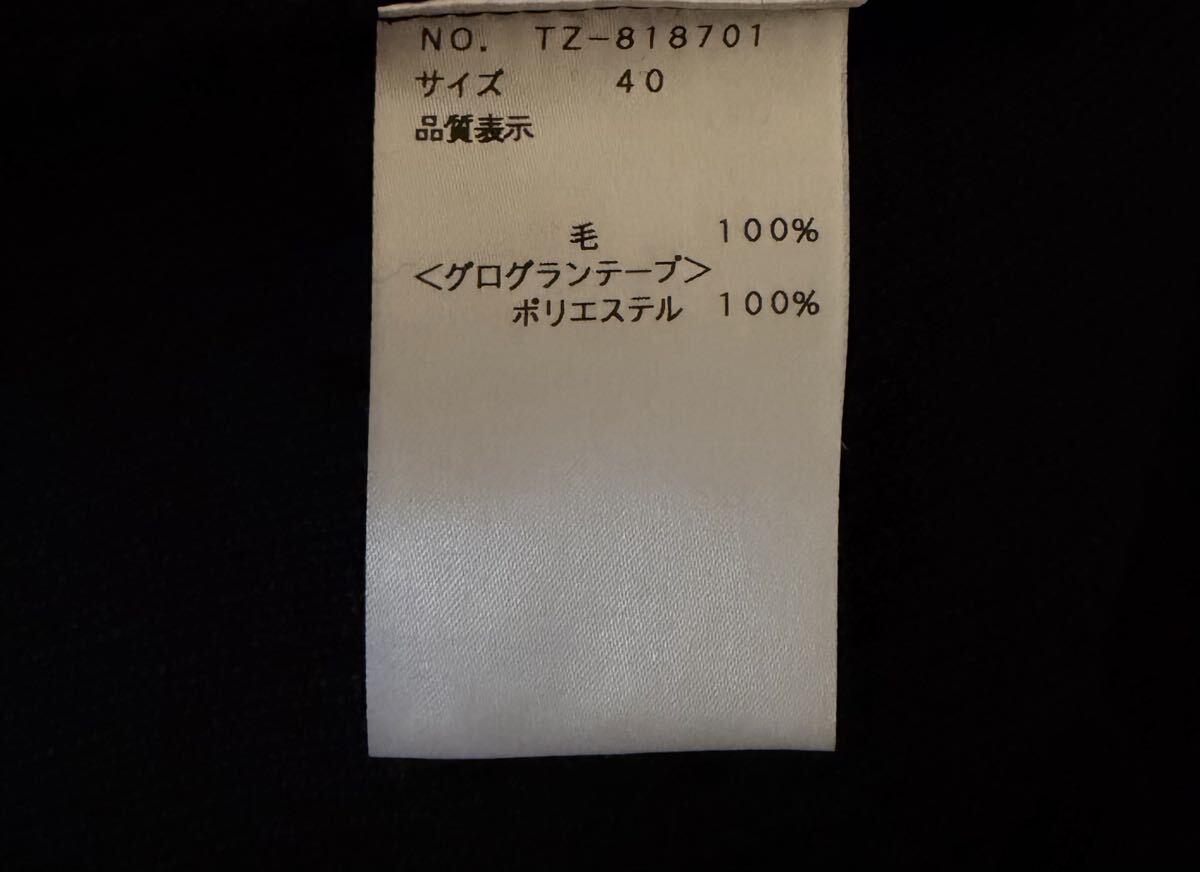 NO. TZ-818701
サイズ 40
品質表示
毛 100%
<グログランテープ>
ポリエステル 100%